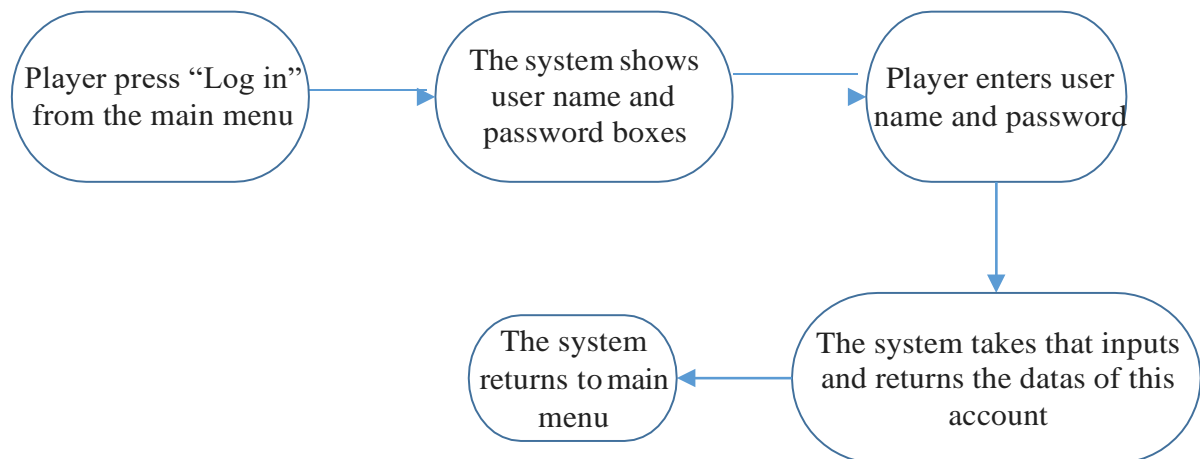 Player press “Log in”
from the main menu
The system shows
user name and
password boxes
Player enters user
name and password
The system takes that inputs
and returns the datas of this
account
The system
returns to main
menu